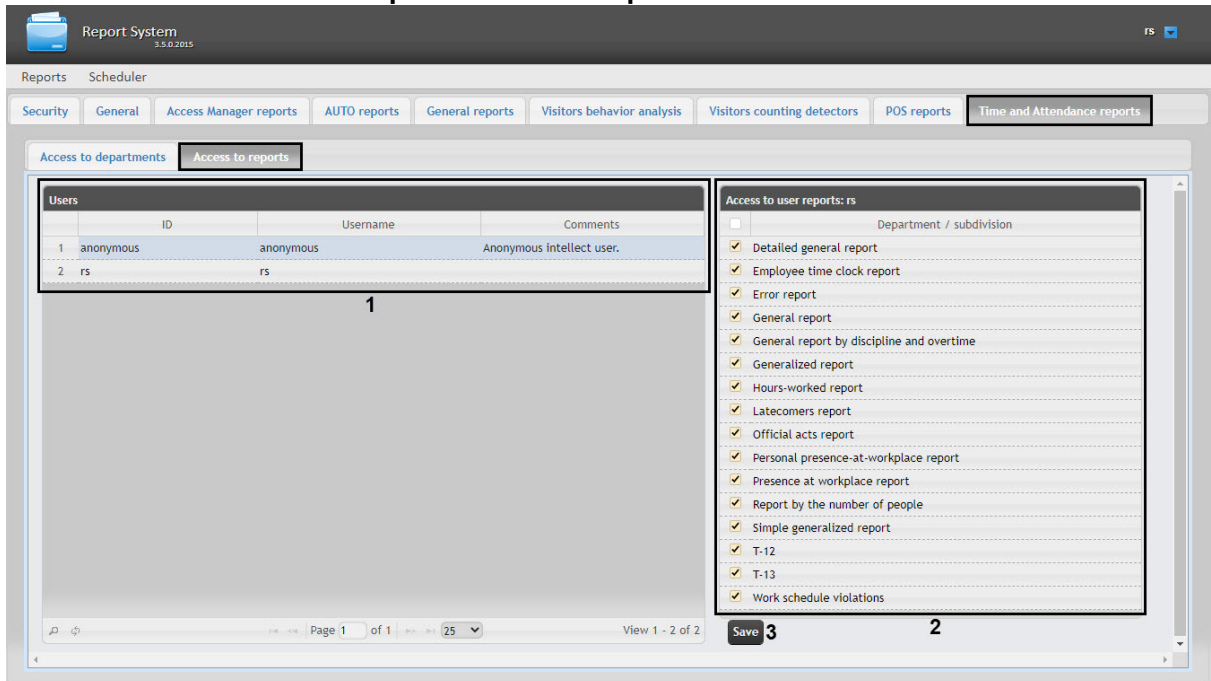 Report System
3.5.0.2015
rs
Reports Scheduler
Security General Access Manager reports AUTO reports General reports Visitors behavior analysis Visitors counting detectors POS reports Time and Attendance reports
Access to departments Access to reports
Users
ID Username Comments
1 anonymous anonymous Anonymous intellect user.
2 rs rs
1
Page 1 of 1 25 View 1 - 2 of 2
Access to user reports: rs
Department / subdivision
Detailed general report
Employee time clock report
Error report
General report
General report by discipline and overtime
Generalized report
Hours-worked report
Latecomers report
Official acts report
Personal presence-at-workplace report
Presence at workplace report
Report by the number of people
Simple generalized report
T-12
T-13
Work schedule violations
Save 3 2